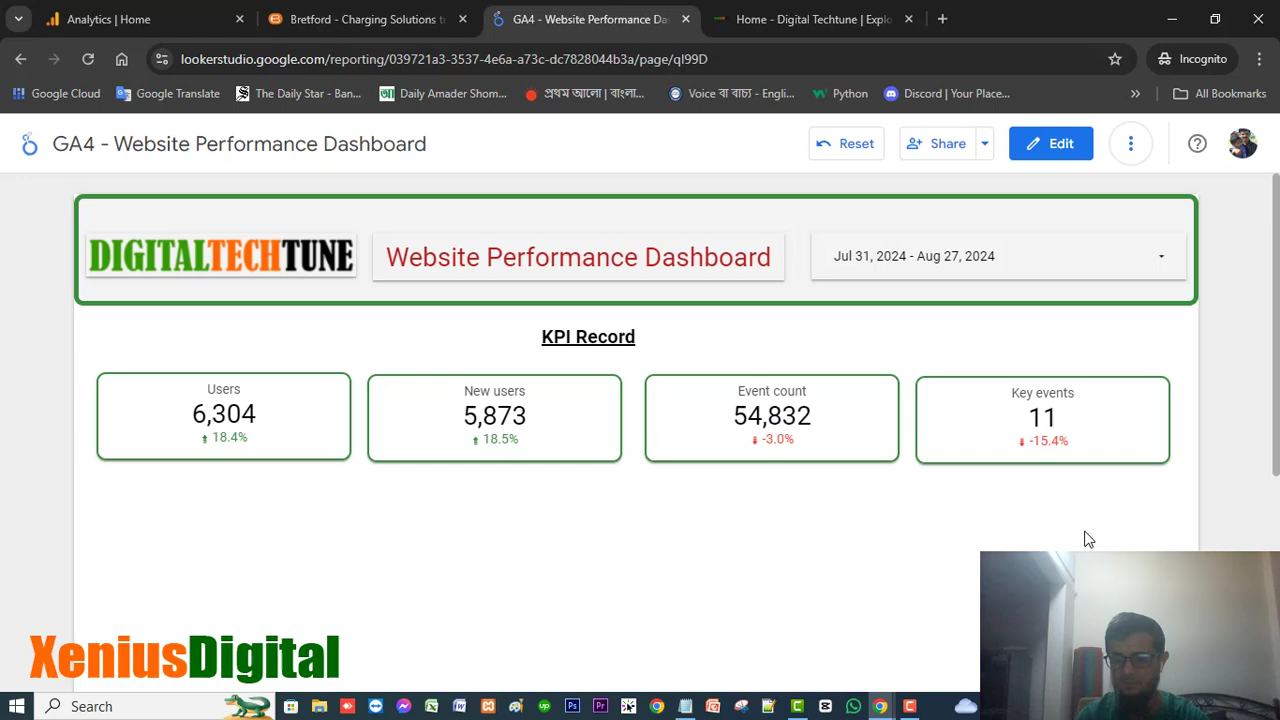 Analytics | Home
Bretford - Charging Solutions t
GA4 - Website Performance Da
Home - Digital Techtune | Explo
lookerstudio.google.com/reporting/039721a3-3537-4e6a-a73c-dc7828044b3a/page/ql99D
Incognito
Google Cloud
Google Translate
The Daily Star - Ban...
Daily Amader Shom...
প্রথম আলো | বাংলা...
Voice বা বাচ্য - Engli...
Python
Discord | Your Place...
All Bookmarks
GA4 - Website Performance Dashboard
Reset
Share
Edit
DIGITALTECHTUNE
Website Performance Dashboard
Jul 31, 2024 - Aug 27, 2024
KPI Record
Users
6,304
18.4%
New users
5,873
18.5%
Event count
54,832
-3.0%
Key events
11
-15.4%
XeniusDigital
Search